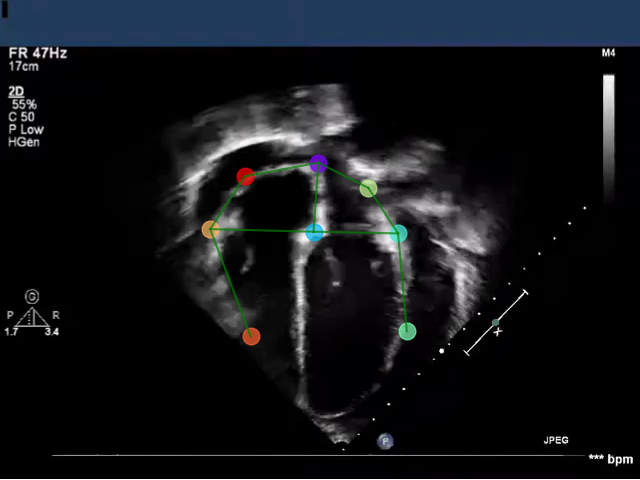 FR 47Hz
17cm
M4
2D
55%
C 50
P Low
HGen
G
P R
1.7 3.4
P
JPEG
*** bpm